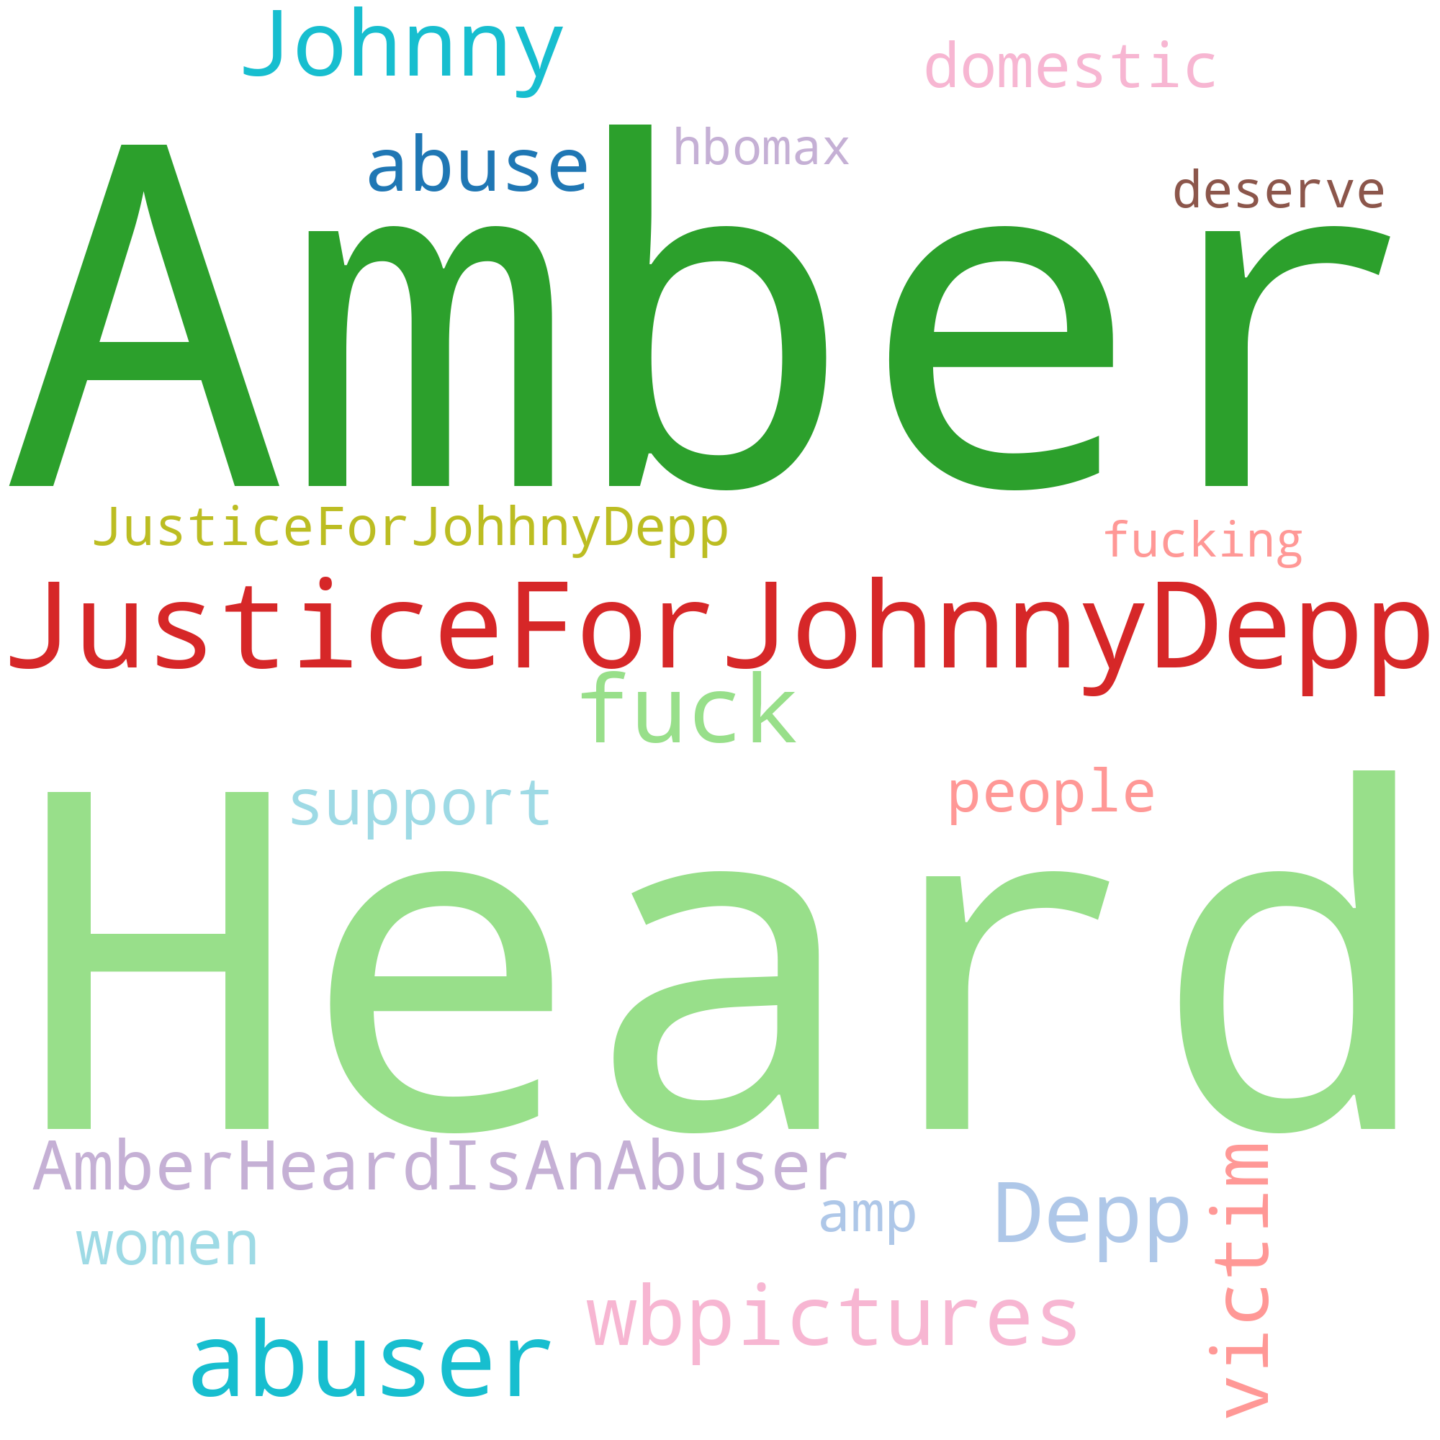 Johnny
domestic
abuse
hbomax
deserve
Amber
JusticeForJohhnyDepp
fucking
JusticeForJohnnyDepp
fuck
support
people
Heard
AmberHeardIsAnAbuser
victim
amp
Depp
women
wbpictures
abuser